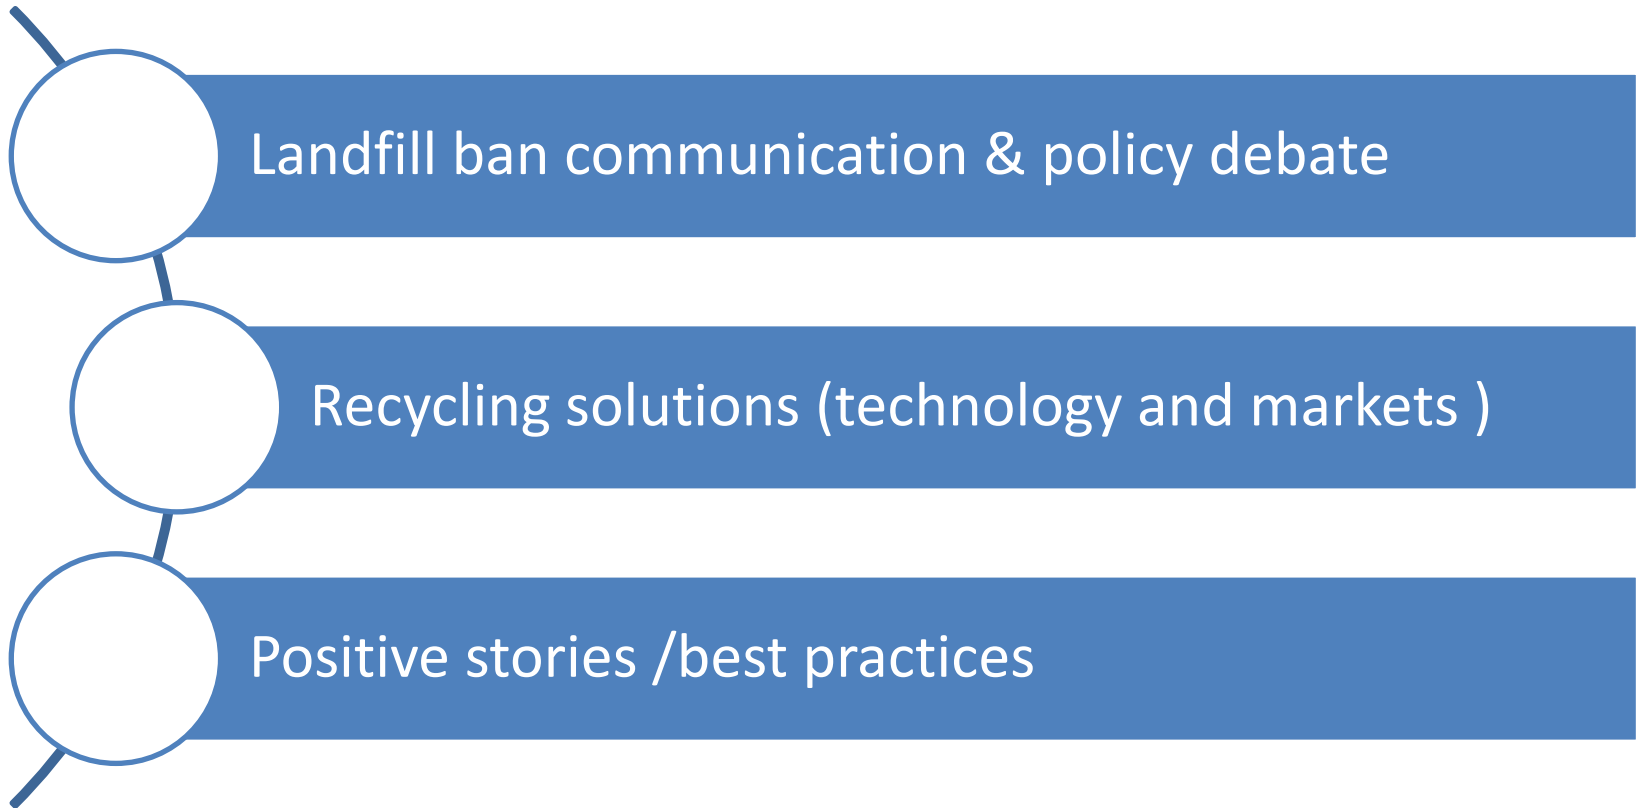 Landfill ban communication & policy debate
Recycling solutions (technology and markets )
Positive stories /best practices